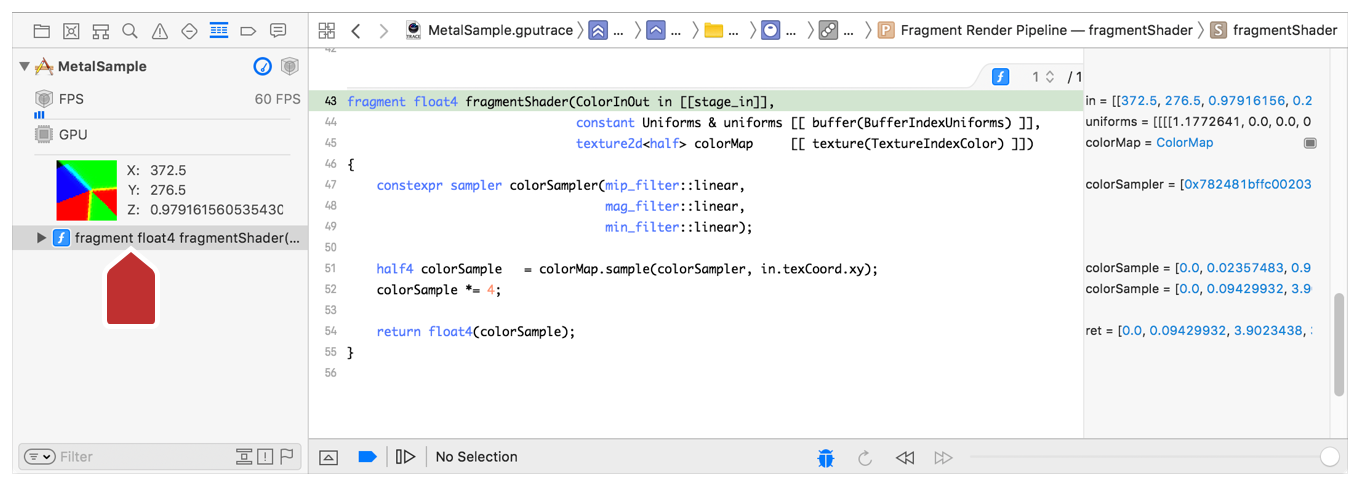 MetalSample.gputrace … … … … … P Fragment Render Pipeline — fragmentShader S fragmentShader
MetalSample
FPS 60 FPS
GPU
X: 372.5
Y: 276.5
Z: 0.979161560535430
fragment float4 fragmentShader(…
1 / 1
43 fragment float4 fragmentShader(ColorInOut in [[stage_in]],
44 constant Uniforms & uniforms [[ buffer(BufferIndexUniforms) ]],
45 texture2d<half> colorMap [[ texture(TextureIndexColor) ]])
46 {
47 constexpr sampler colorSampler(mip_filter::linear,
48 mag_filter::linear,
49 min_filter::linear);
50
51 half4 colorSample = colorMap.sample(colorSampler, in.texCoord.xy);
52 colorSample *= 4;
53
54 return float4(colorSample);
55 }
56
in = [[372.5, 276.5, 0.97916156, 0.2
uniforms = [[[[1.1772641, 0.0, 0.0, 0
colorMap = ColorMap
colorSampler = [0x782481bffc00203
colorSample = [0.0, 0.02357483, 0.9
colorSample = [0.0, 0.09429932, 3.9
ret = [0.0, 0.09429932, 3.9023438,
Filter
No Selection